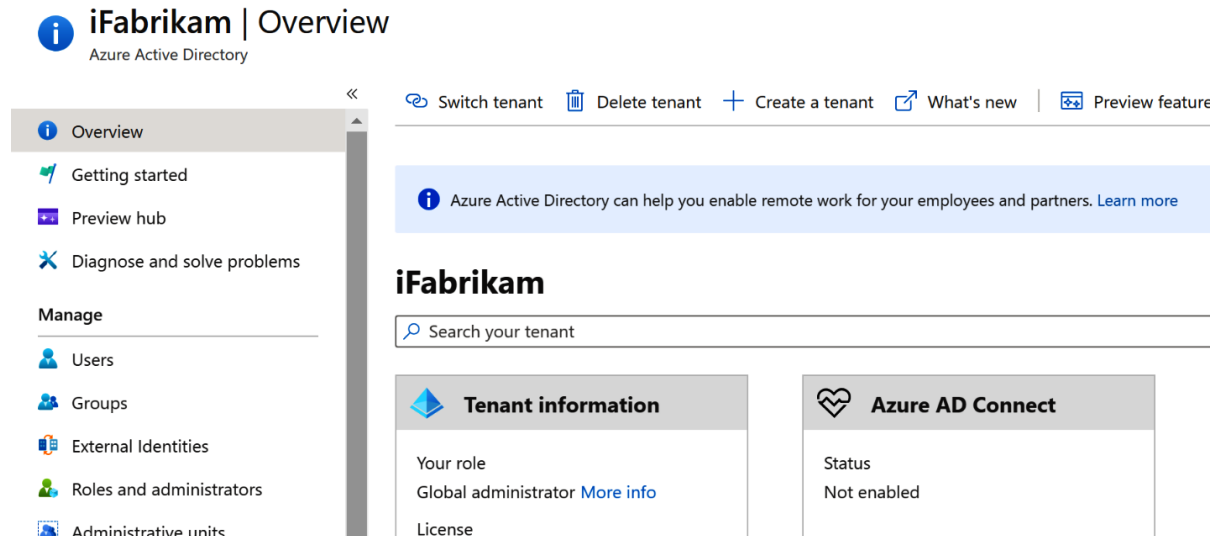 iFabrikam | Overview
Azure Active Directory
«
Overview
Getting started
Preview hub
Diagnose and solve problems
Manage
Users
Groups
External Identities
Roles and administrators
Administrative units
Switch tenant Delete tenant Create a tenant What's new Preview feature
Azure Active Directory can help you enable remote work for your employees and partners. Learn more
iFabrikam
Search your tenant
Tenant information
Your role
Global administrator More info
License
Azure AD Connect
Status
Not enabled